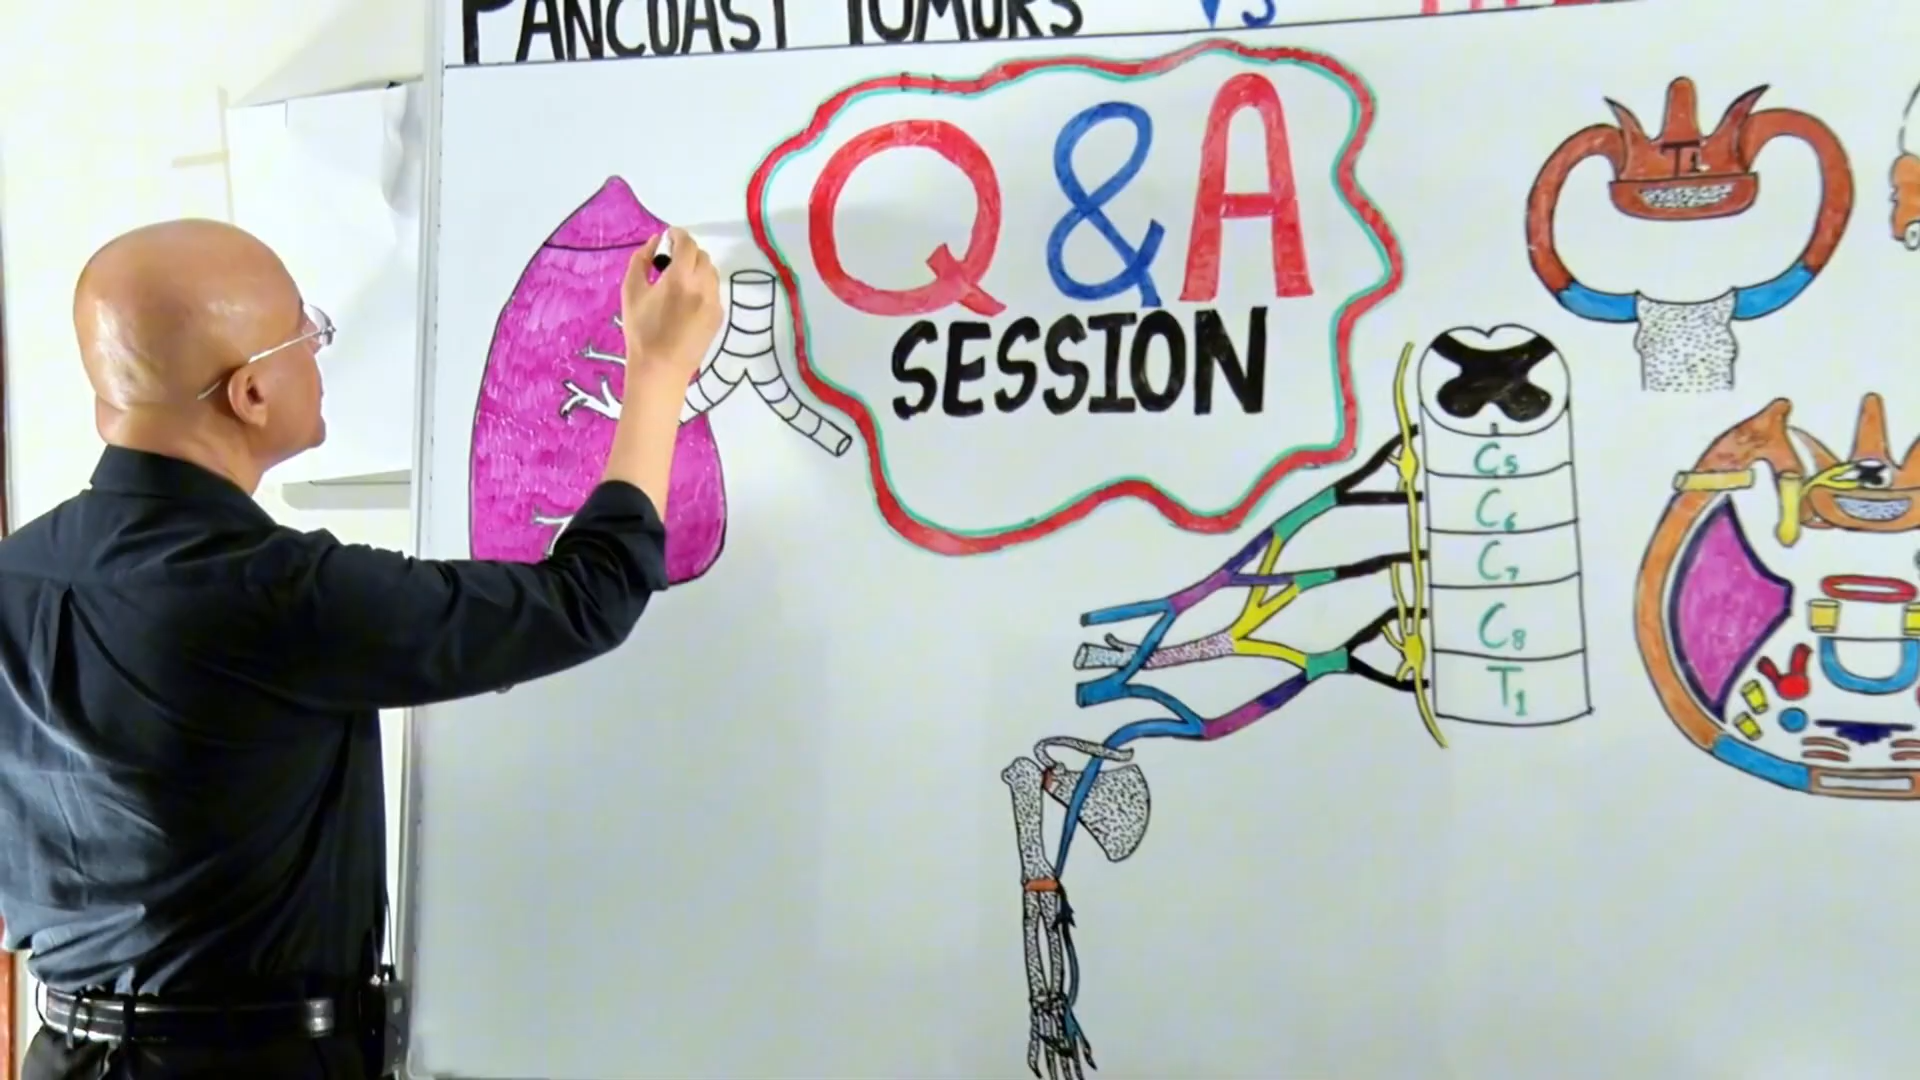 PANCOAST TUMORS VS
Q & A
SESSION
T1
C5
C6
C7
C8
T1